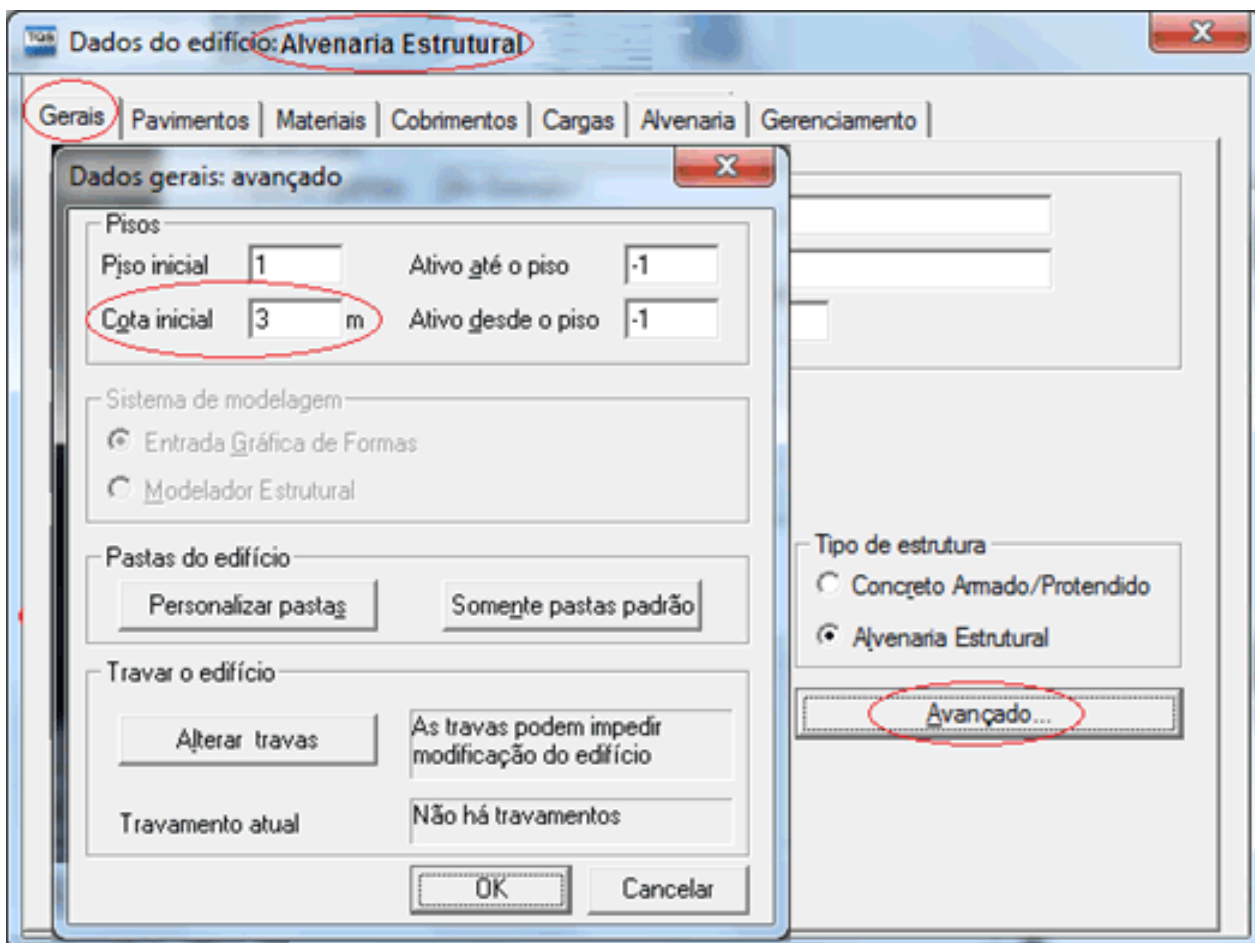 TQS Dados do edifício: Alvenaria Estrutural
Gerais Pavimentos Materiais Cobrimentos Cargas Alvenaria Gerenciamento
Dados gerais: avançado
Pisos
Piso inicial 1 Ativo até o piso -1
Cota inicial 3 m Ativo desde o piso -1
Sistema de modelagem
Entrada Gráfica de Formas
Modelador Estrutural
Pastas do edifício
Personalizar pastas Somente pastas padrão
Travar o edifício
Alterar travas
As travas podem impedir
modificação do edifício
Travamento atual
Não há travamentos
OK Cancelar
Tipo de estrutura
Concreto Armado/Protendido
Alvenaria Estrutural
Avançado...